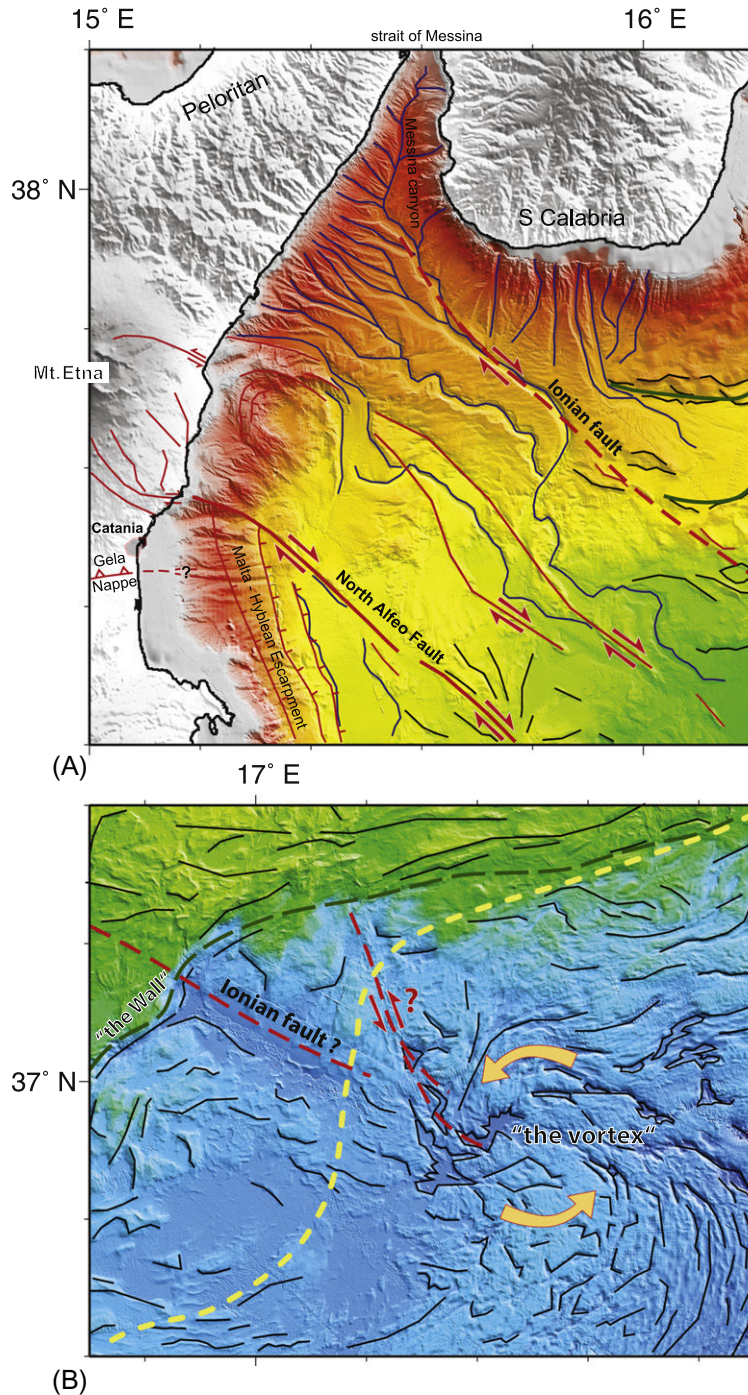 15° E
16° E
strait of Messina
Peloritan
Messina canyon
38° N
S Calabria
Mt.Etna
Ionian fault
Catania
Gela
Nappe
?
Malta - Hyblean Escarpment
North Alfeo Fault
(A)
17° E
"the Wall"
Ionian fault ?
?
37° N
"the vortex"
(B)